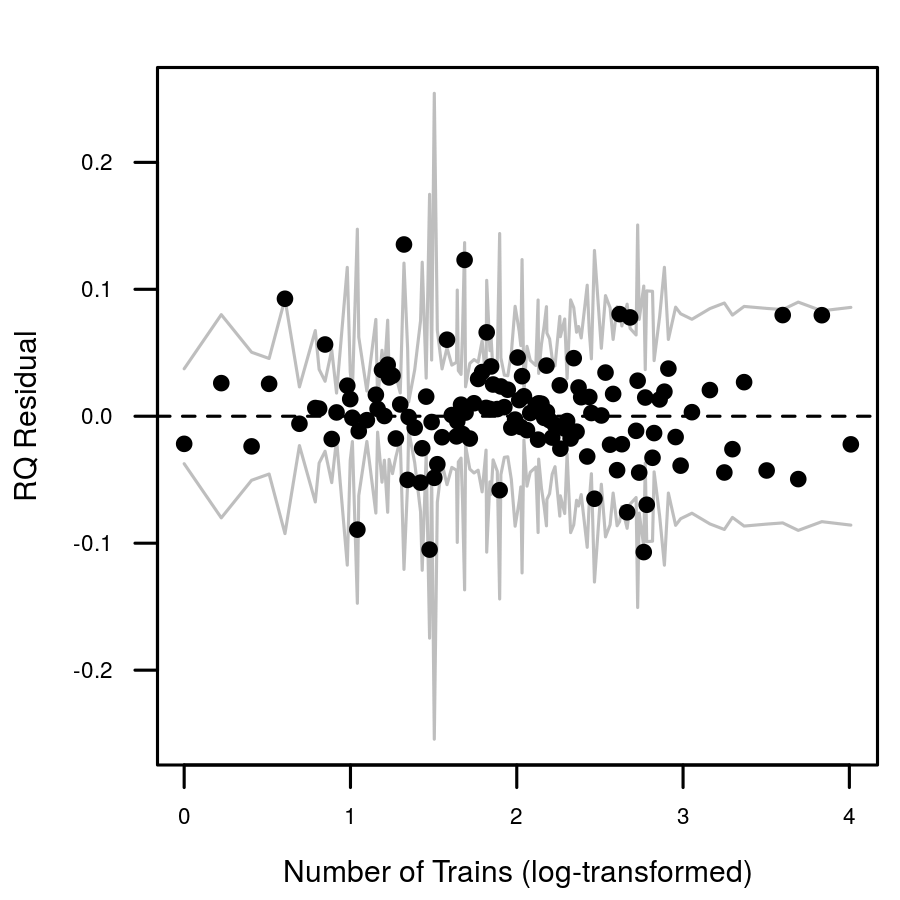 0.2
0.1
0.0
-0.1
-0.2
RQ Residual
0 1 2 3 4
Number of Trains (log-transformed)